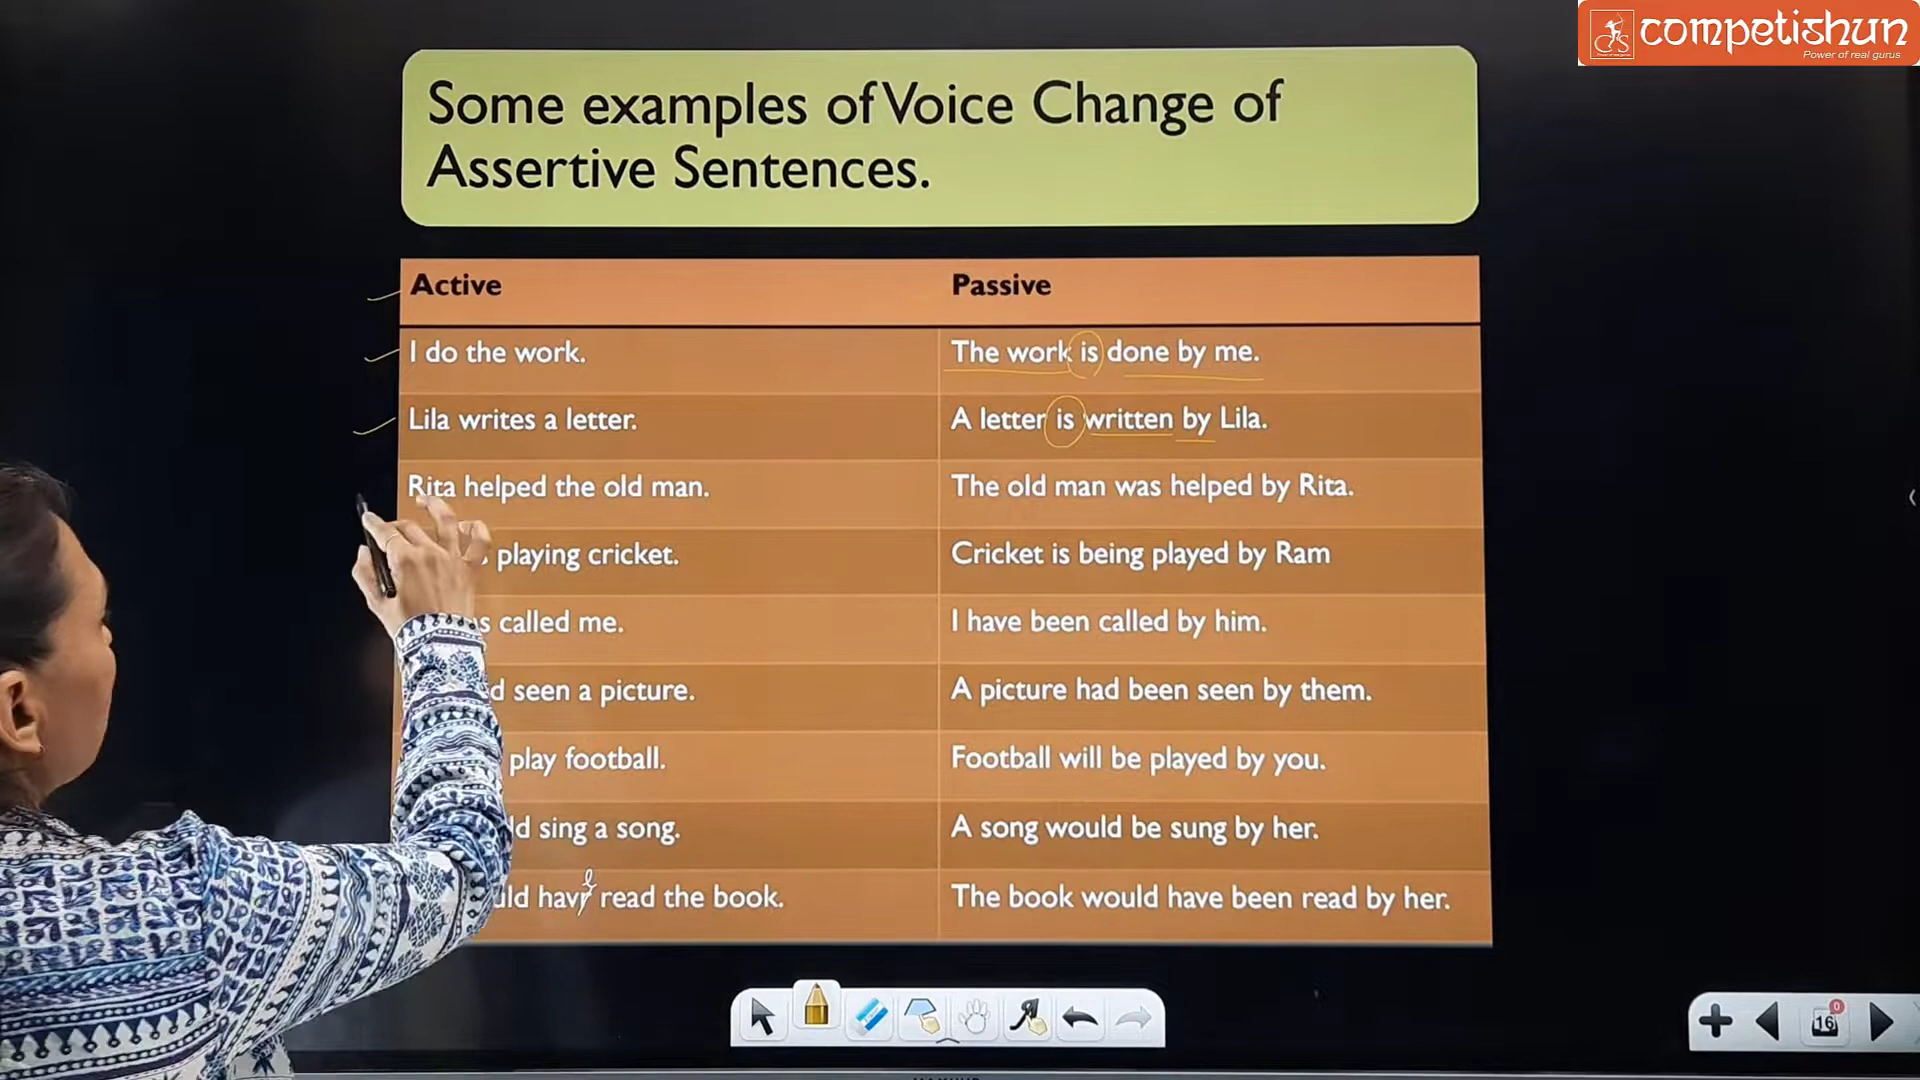 competishun
Power of real gurus
Some examples of Voice Change of
Assertive Sentences.
Active Passive
I do the work. The work is done by me.
Lila writes a letter. A letter is written by Lila.
Rita helped the old man. The old man was helped by Rita.
playing cricket. Cricket is being played by Ram
called me. I have been called by him.
seen a picture. A picture had been seen by them.
play football. Football will be played by you.
sing a song. A song would be sung by her.
read the book. The book would have been read by her.
16
0